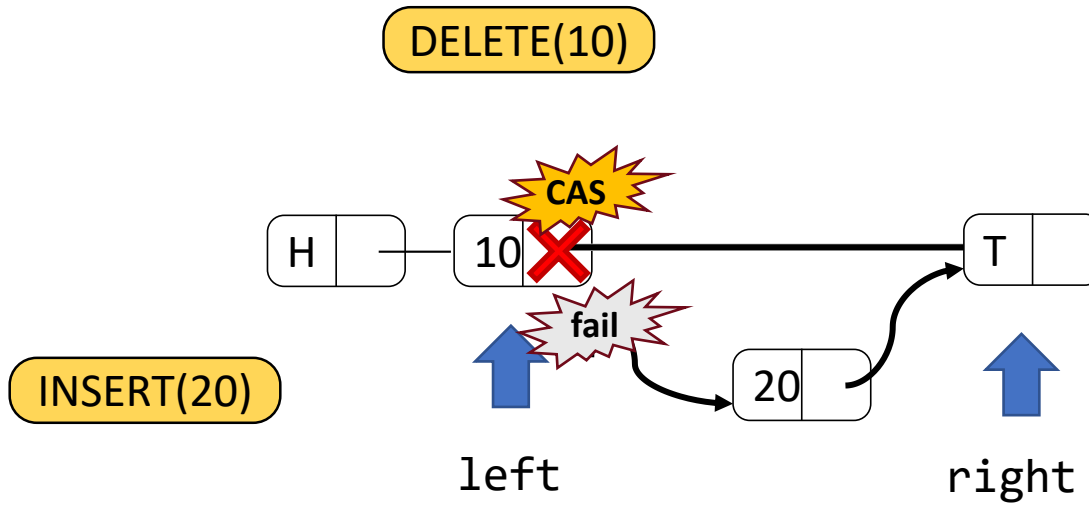 DELETE(10)
CAS
H
10
T
fail
20
INSERT(20)
left
right